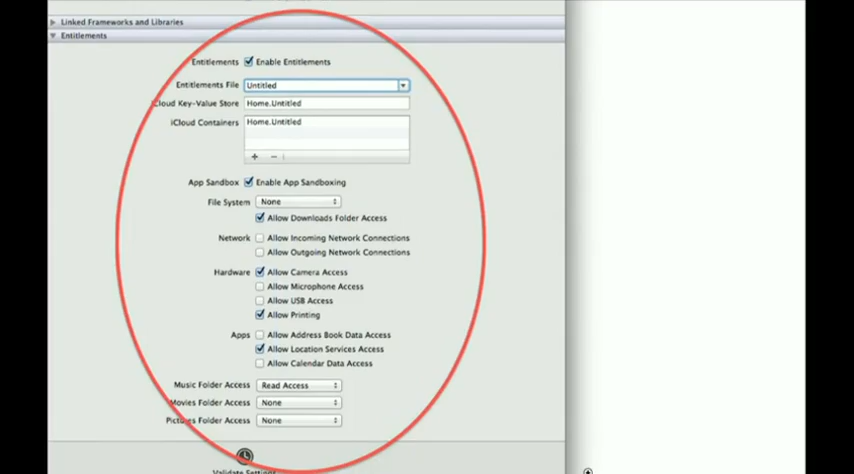 Linked Frameworks and Libraries
Entitlements
Entitlements Enable Entitlements
Entitlements File Untitled
iCloud Key-Value Store Home.Untitled
iCloud Containers Home.Untitled
App Sandbox Enable App Sandboxing
File System None
Allow Downloads Folder Access
Network Allow Incoming Network Connections
Allow Outgoing Network Connections
Hardware Allow Camera Access
Allow Microphone Access
Allow USB Access
Allow Printing
Apps Allow Address Book Data Access
Allow Location Services Access
Allow Calendar Data Access
Music Folder Access Read Access
Movies Folder Access None
Pictures Folder Access None
Validate Settings